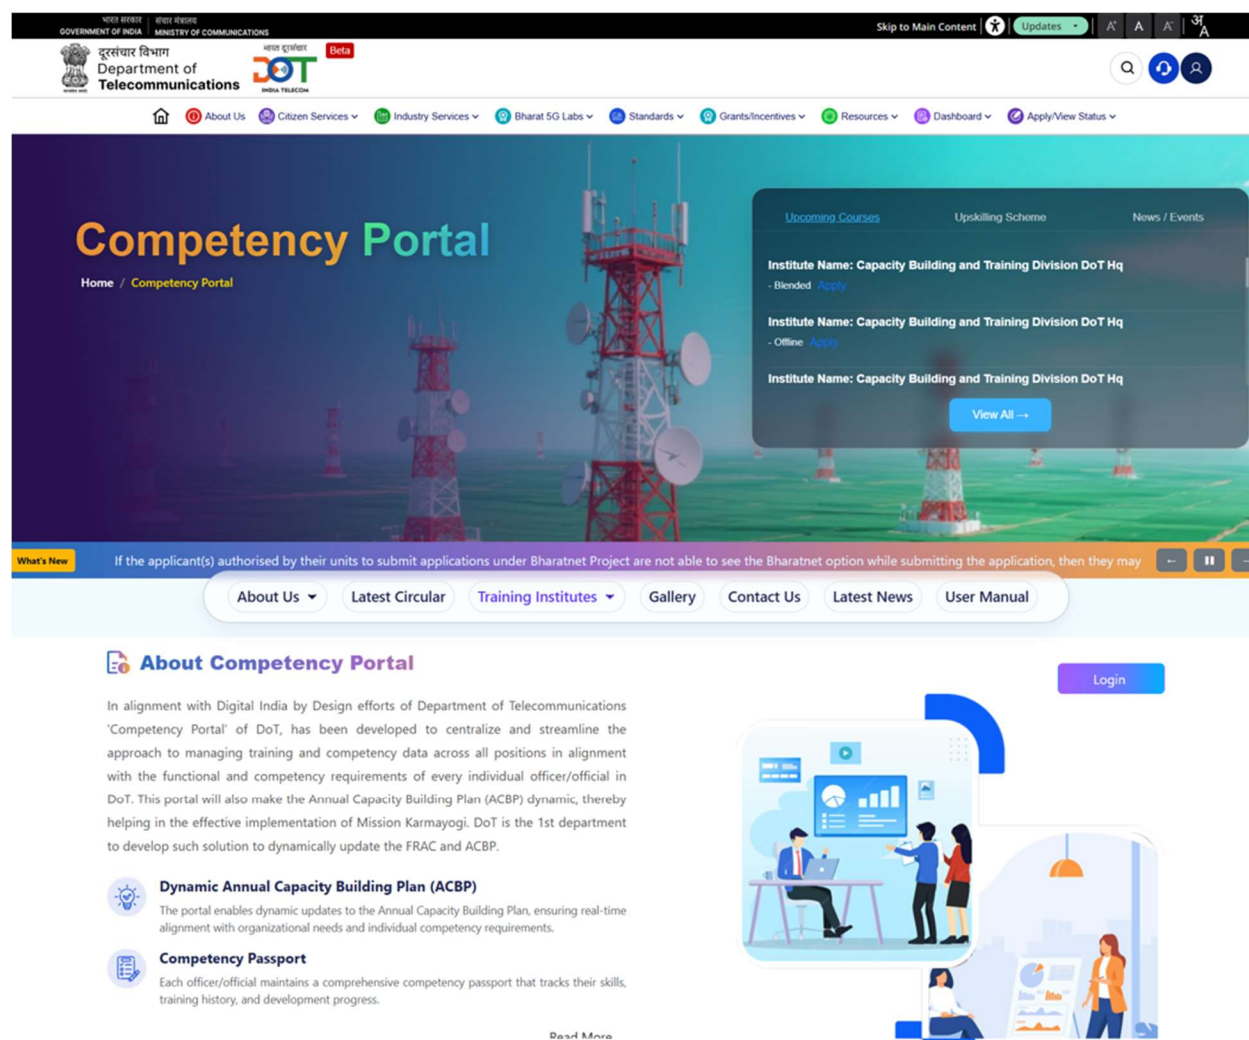 भारत सरकार
संचार मंत्रालय
GOVERNMENT OF INDIA
MINISTRY OF COMMUNICATIONS
Skip to Main Content
Updates
A+ A A-
अ A
दूरसंचार विभाग
Department of
Telecommunications
भारत दूरसंचार
DOT
INDIA TELECOM
Beta
About Us Citizen Services Industry Services Bharat 5G Labs Standards Grants/Incentives Resources Dashboard Apply/View Status
Competency Portal
Home / Competency Portal
Upcoming Courses Upskilling Scheme News / Events
Institute Name: Capacity Building and Training Division DoT Hq
- Blended Apply
Institute Name: Capacity Building and Training Division DoT Hq
- Offline Apply
Institute Name: Capacity Building and Training Division DoT Hq
View All →
What's New
If the applicant(s) authorised by their units to submit applications under Bharatnet Project are not able to see the Bharatnet option while submitting the application, then they may
About Us Latest Circular Training Institutes Gallery Contact Us Latest News User Manual
About Competency Portal
Login
In alignment with Digital India by Design efforts of Department of Telecommunications
'Competency Portal' of DoT, has been developed to centralize and streamline the
approach to managing training and competency data across all positions in alignment
with the functional and competency requirements of every individual officer/official in
DoT. This portal will also make the Annual Capacity Building Plan (ACBP) dynamic, thereby
helping in the effective implementation of Mission Karmayogi. DoT is the 1st department
to develop such solution to dynamically update the FRAC and ACBP.
Dynamic Annual Capacity Building Plan (ACBP)
The portal enables dynamic updates to the Annual Capacity Building Plan, ensuring real-time
alignment with organizational needs and individual competency requirements.
Competency Passport
Each officer/official maintains a comprehensive competency passport that tracks their skills,
training history, and development progress.
Read More